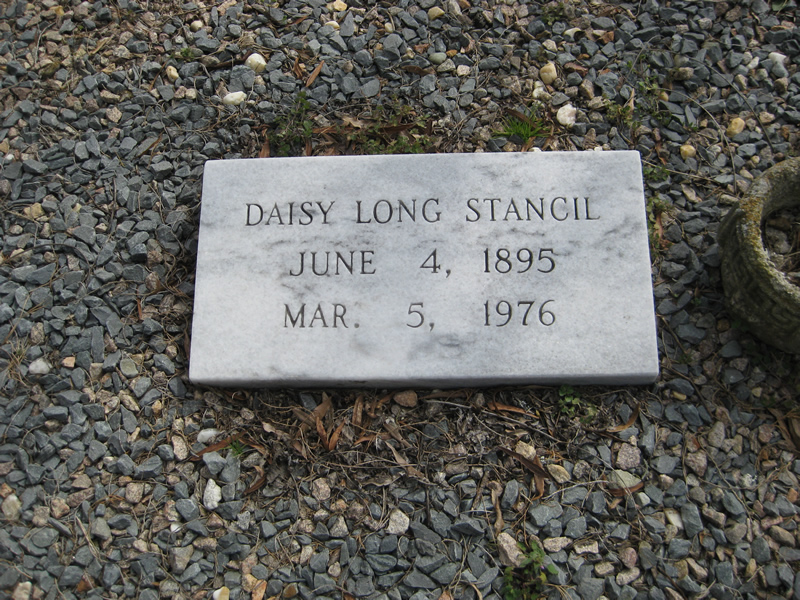 DAISY LONG STANCIL
JUNE 4, 1895
MAR. 5, 1976